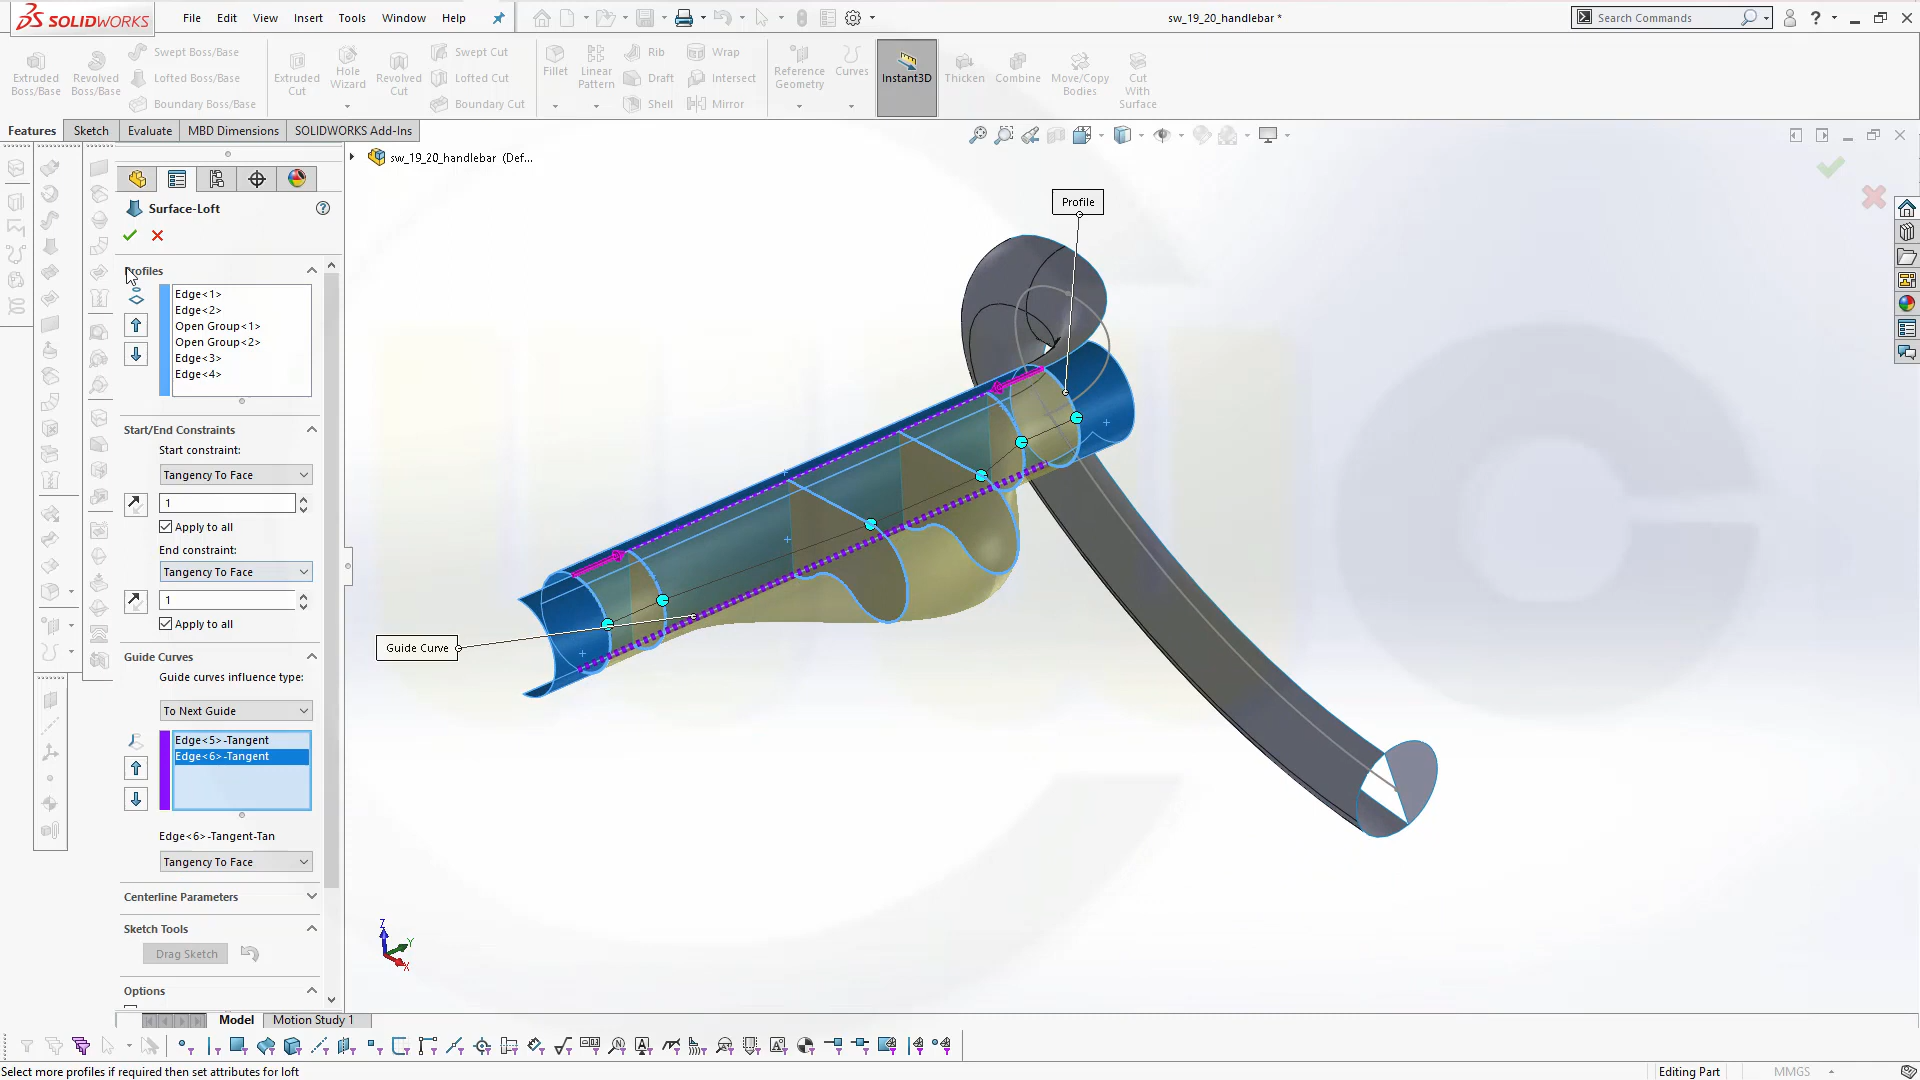 SOLIDWORKS
File
Edit
View
Insert
Tools
Window
Help
sw_19_20_handlebar *
Search Commands
Extruded Boss/Base
Revolved Boss/Base
Swept Boss/Base
Lofted Boss/Base
Boundary Boss/Base
Extruded Cut
Hole Wizard
Revolved Cut
Swept Cut
Lofted Cut
Boundary Cut
Fillet
Linear Pattern
Rib
Draft
Shell
Wrap
Intersect
Mirror
Reference Geometry
Curves
Instant3D
Thicken
Combine
Move/Copy Bodies
Cut With Surface
Features
Sketch
Evaluate
MBD Dimensions
SOLIDWORKS Add-Ins
sw_19_20_handlebar (Def...
Surface-Loft
Profiles
Edge<1>
Edge<2>
Open Group<1>
Open Group<2>
Edge<3>
Edge<4>
Start/End Constraints
Start constraint:
Tangency To Face
1
Apply to all
End constraint:
Tangency To Face
1
Apply to all
Guide Curves
Guide curves influence type:
To Next Guide
Edge<5>-Tangent
Edge<6>-Tangent
Edge<6>-Tangent-Tan
Tangency To Face
Centerline Parameters
Sketch Tools
Drag Sketch
Options
Profile
Guide Curve
Z
Y
X
Model
Motion Study 1
Select more profiles if required then set attributes for loft
Editing Part
MMGS